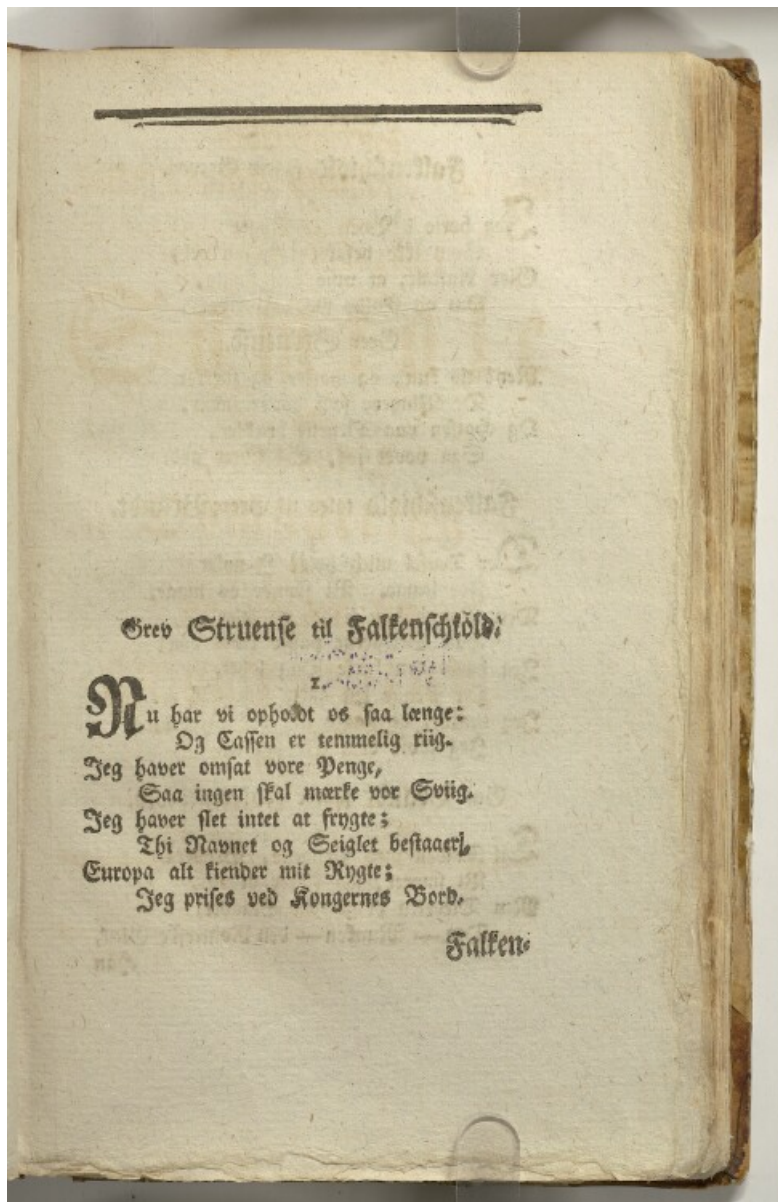 Grev Struense til Falkenschiöld.
1.
Nu har vi opholdt os saa længe:
Og Cassen er temmelig riig.
Jeg haver omsat vore Penge,
Saa ingen skal mærke vor Sviig.
Jeg haver slet intet at frygte;
Thi Navnet og Seiglet bestaaer,
Europa alt kiender mit Rygte;
Jeg prises ved Kongernes Bord.
Falken-